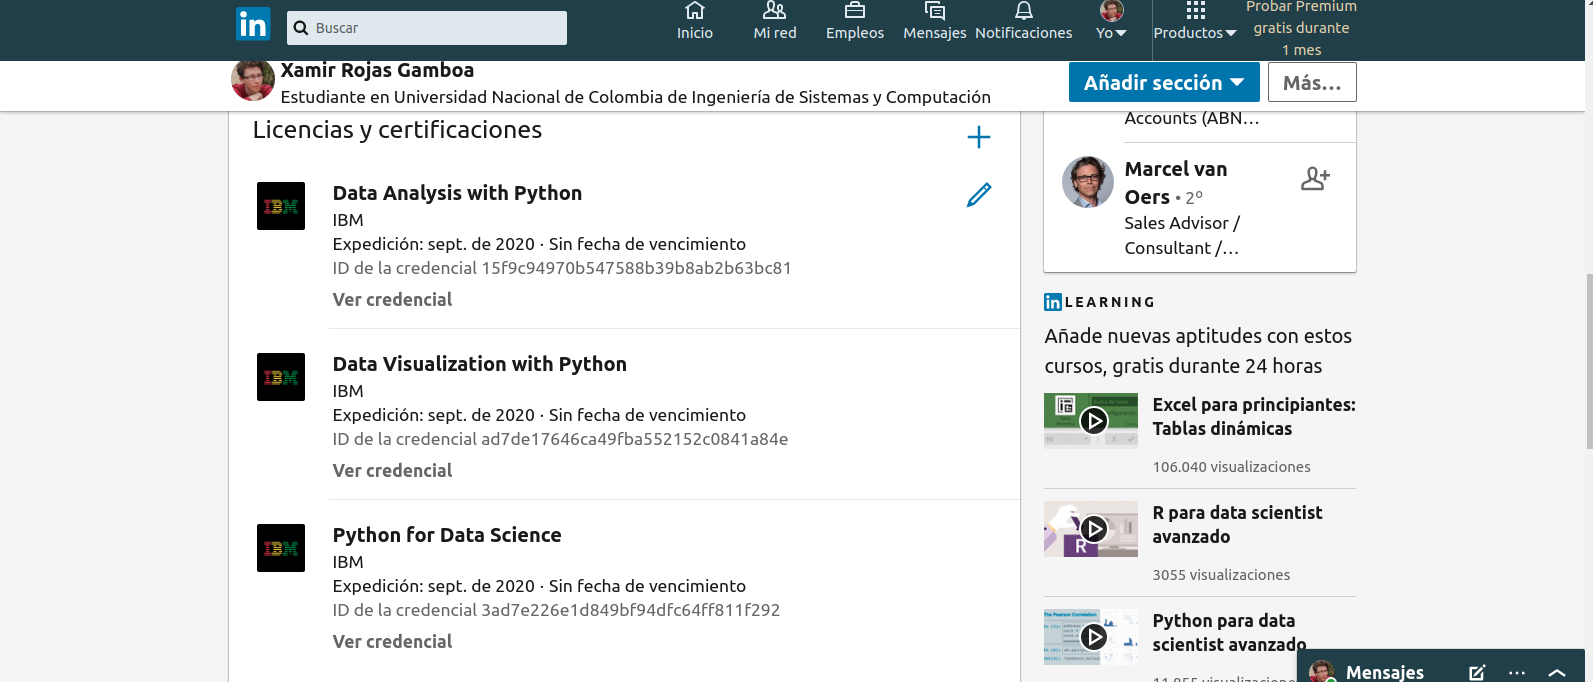 in
Buscar
Inicio
Mi red
Empleos
Mensajes
Notificaciones
Yo
Productos
Probar Premium
gratis durante
1 mes
Xamir Rojas Gamboa
Estudiante en Universidad Nacional de Colombia de Ingeniería de Sistemas y Computación
Añadir sección
Más...
Licencias y certificaciones
IBM
Data Analysis with Python
IBM
Expedición: sept. de 2020 · Sin fecha de vencimiento
ID de la credencial 15f9c94970b547588b39b8ab2b63bc81
Ver credencial
IBM
Data Visualization with Python
IBM
Expedición: sept. de 2020 · Sin fecha de vencimiento
ID de la credencial ad7de17646ca49fba552152c0841a84e
Ver credencial
IBM
Python for Data Science
IBM
Expedición: sept. de 2020 · Sin fecha de vencimiento
ID de la credencial 3ad7e226e1d849bf94dfc64ff811f292
Ver credencial
Accounts (ABN…
Marcel van
Oers • 2º
Sales Advisor /
Consultant /…
in LEARNING
Añade nuevas aptitudes con estos
cursos, gratis durante 24 horas
Excel para principiantes:
Tablas dinámicas
106.040 visualizaciones
R
R para data scientist
avanzado
3055 visualizaciones
The Pearson Correlation
Python para data
scientist avanzado
11.855 visualizaciones
Mensajes